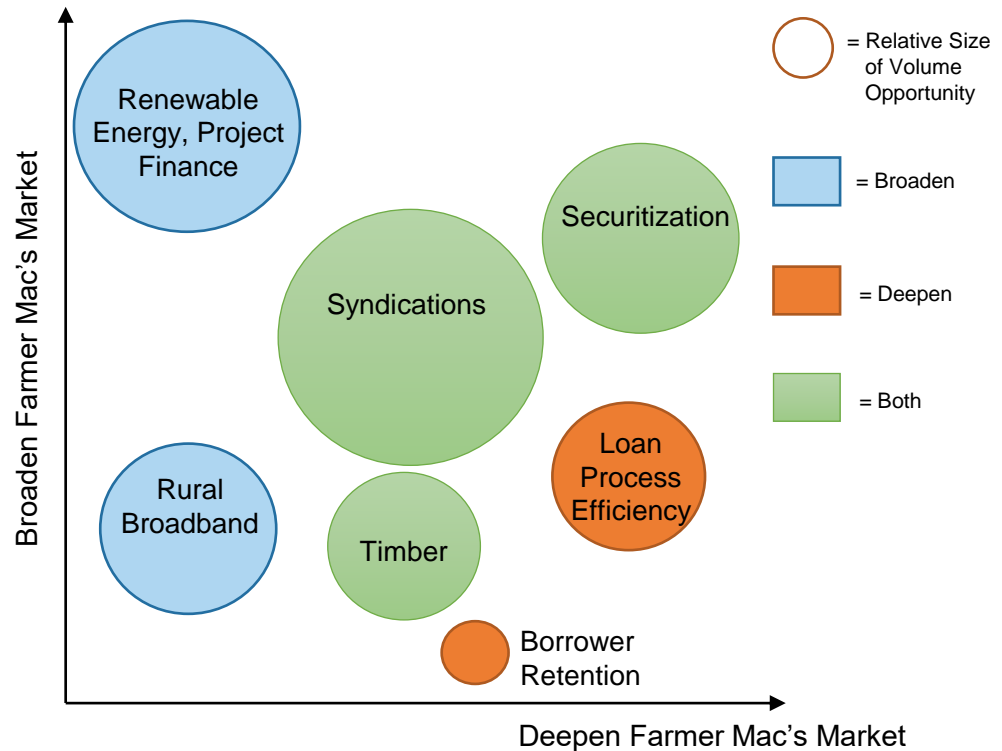 Renewable
Energy, Project
Finance
Securitization
Syndications
Loan
Process
Efficiency
Rural
Broadband
Timber
Borrower
Retention
Broaden Farmer Mac’s Market
Deepen Farmer Mac’s Market
= Relative Size
of Volume
Opportunity
= Broaden
= Deepen
= Both